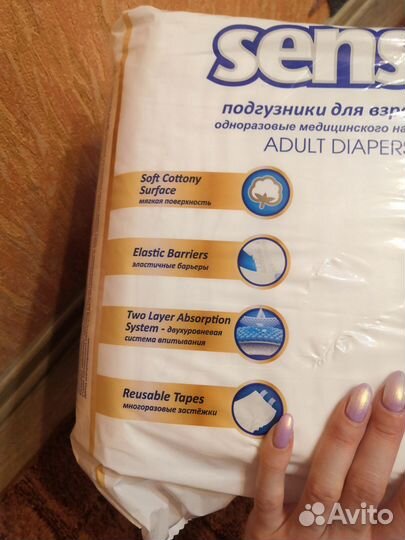 sens
подгузники для взр
одноразовые медицинского на
ADULT DIAPERS
Soft Cottony
Surface
мягкая поверхность
Elastic Barriers
эластичные барьеры
Two Layer Absorption
System - двухуровневая
система впитывания
Reusable Tapes
многоразовые застёжки
Avito